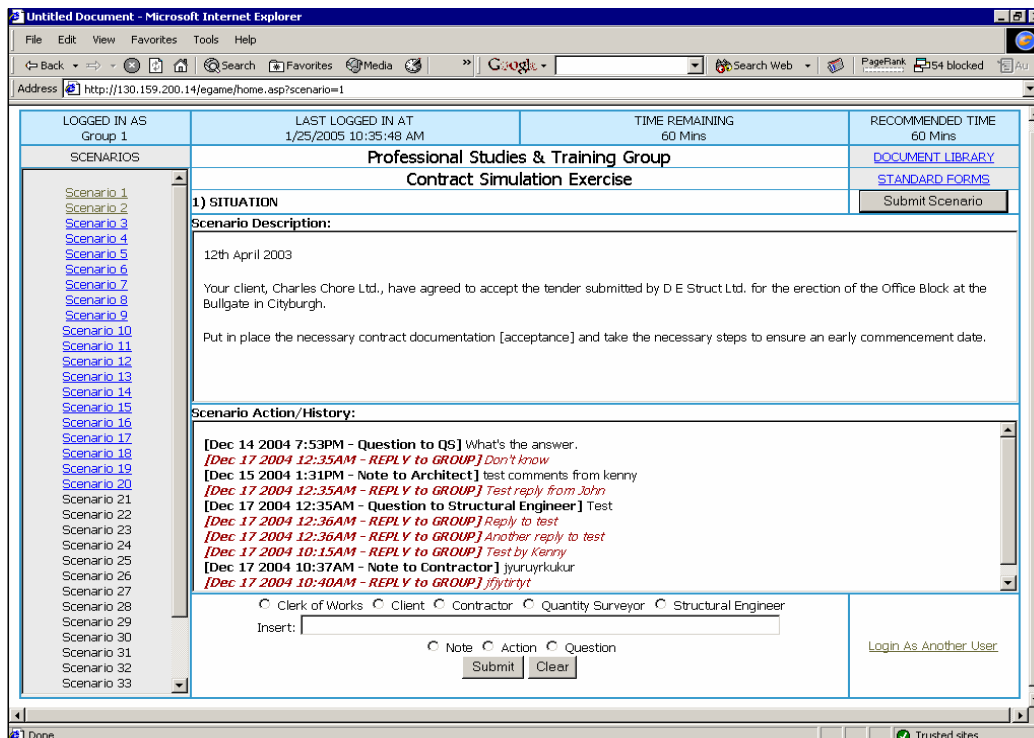 Untitled Document - Microsoft Internet Explorer
File Edit View Favorites Tools Help
Back Search Favorites Media » Google Search Web PageRank 54 blocked Au
Address http://130.159.200.14/egame/home.asp?scenario=1
LOGGED IN AS
Group 1
LAST LOGGED IN AT
1/25/2005 10:35:48 AM
TIME REMAINING
60 Mins
RECOMMENDED TIME
60 Mins
SCENARIOS
Professional Studies & Training Group
DOCUMENT LIBRARY
Contract Simulation Exercise
STANDARD FORMS
1) SITUATION
Submit Scenario
Scenario 1
Scenario 2
Scenario 3
Scenario 4
Scenario 5
Scenario 6
Scenario 7
Scenario 8
Scenario 9
Scenario 10
Scenario 11
Scenario 12
Scenario 13
Scenario 14
Scenario 15
Scenario 16
Scenario 17
Scenario 18
Scenario 19
Scenario 20
Scenario 21
Scenario 22
Scenario 23
Scenario 24
Scenario 25
Scenario 26
Scenario 27
Scenario 28
Scenario 29
Scenario 30
Scenario 31
Scenario 32
Scenario 33
Scenario Description:
12th April 2003
Your client, Charles Chore Ltd., have agreed to accept the tender submitted by D E Struct Ltd. for the erection of the Office Block at the
Bullgate in Cityburgh.
Put in place the necessary contract documentation [acceptance] and take the necessary steps to ensure an early commencement date.
Scenario Action/History:
[Dec 14 2004 7:53PM - Question to QS] What's the answer.
[Dec 17 2004 12:35AM - REPLY to GROUP] Don't know
[Dec 15 2004 1:31PM - Note to Architect] test comments from kenny
[Dec 17 2004 12:35AM - REPLY to GROUP] Test reply from John
[Dec 17 2004 12:35AM - Question to Structural Engineer] Test
[Dec 17 2004 12:36AM - REPLY to GROUP] Reply to test
[Dec 17 2004 12:36AM - REPLY to GROUP] Another reply to test
[Dec 17 2004 10:15AM - REPLY to GROUP] Test by Kenny
[Dec 17 2004 10:37AM - Note to Contractor] jyuruyrkukur
[Dec 17 2004 10:40AM - REPLY to GROUP] jfjytirtyt
Clerk of Works Client Contractor Quantity Surveyor Structural Engineer
Insert:
Note Action Question
Submit Clear
Login As Another User
Done Trusted sites